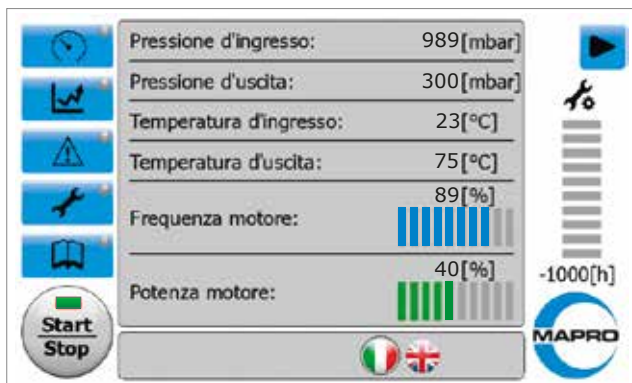 Pressione d'ingresso: 989[mbar]
Pressione d'uscita: 300[mbar]
Temperatura d'ingresso: 23[°C]
Temperatura d'uscita: 75[°C]
89[%]
Frequenza motore:
40[%]
Potenza motore:
-1000[h]
Start
Stop
MAPRO